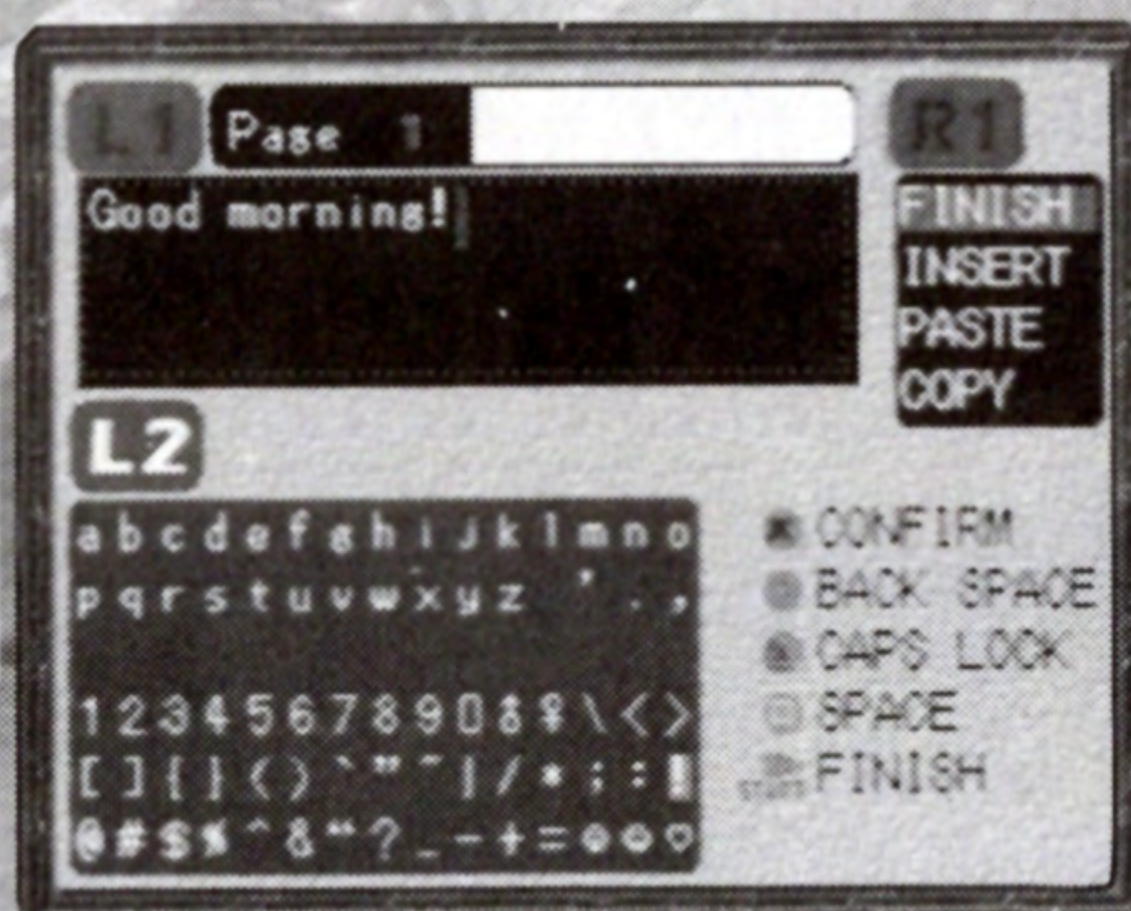 L1 Page 1 R1
Good morning!
FINISH
INSERT
PASTE
COPY
L2
a b c d e f g h i j k l m n o
p q r s t u v w x y z ' . ,
1 2 3 4 5 6 7 8 9 0 ♂ ♀ \ < >
[ ] { } ( ) ` " ~ | / * ; : !
@ # $ % ^ & “ ? _ - + = ♡
CONFIRM
BACK SPACE
CAPS LOCK
SPACE
START FINISH